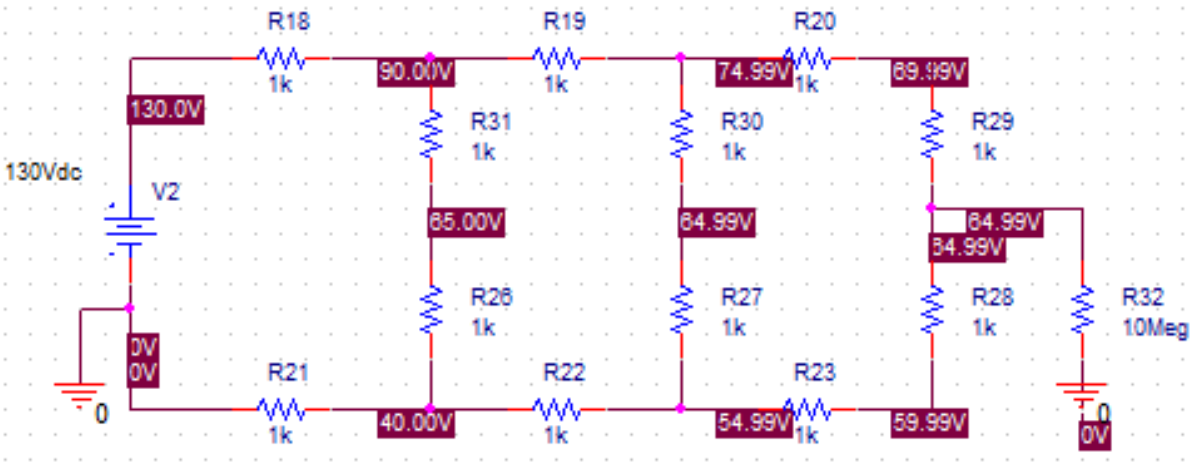 R18 R19 R20
90.00V 74.99V 69.99V
1k 1k 1k
130.0V
R31 R30 R29
1k 1k 1k
130Vdc
V2
65.00V 64.99V 64.99V
64.99V
R26 R27 R28 R32
1k 1k 1k 10Meg
0V
0V
R21 R22 R23
0 0
40.00V 54.99V 59.99V
1k 1k 1k 0V